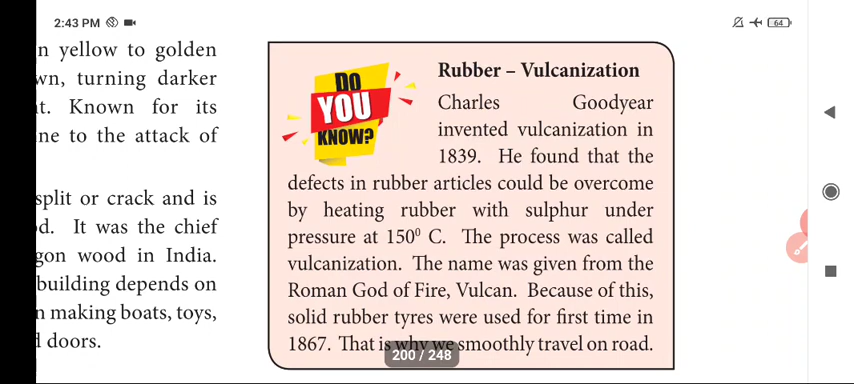 2:43 PM
64
n yellow to golden
wn, turning darker
t. Known for its
ne to the attack of
split or crack and is
d. It was the chief
gon wood in India.
building depends on
n making boats, toys,
doors.
DO
YOU
KNOW?
Rubber – Vulcanization
Charles Goodyear
invented vulcanization in
1839. He found that the
defects in rubber articles could be overcome
by heating rubber with sulphur under
pressure at 150⁰ C. The process was called
vulcanization. The name was given from the
Roman God of Fire, Vulcan. Because of this,
solid rubber tyres were used for first time in
1867. That is why we smoothly travel on road.
200 / 248